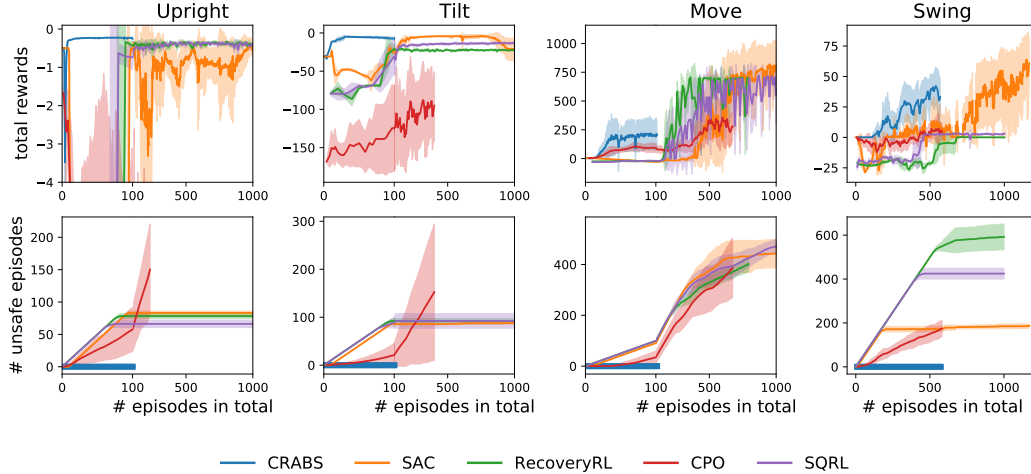 Upright
Tilt
Move
Swing
total rewards
0
−1
−2
−3
−4
0 100 500 1000
0
−50
−100
−150
0 100 500 1000
1000
750
500
250
0
0 100 500 1000
75
50
25
0
−25
0 500 1000
# unsafe episodes
200
150
100
50
0
0 100 500 1000
# episodes in total
300
200
100
0
0 100 500 1000
# episodes in total
400
200
0
0 100 500 1000
# episodes in total
600
400
200
0
0 500 1000
# episodes in total
CRABS SAC RecoveryRL CPO SQRL